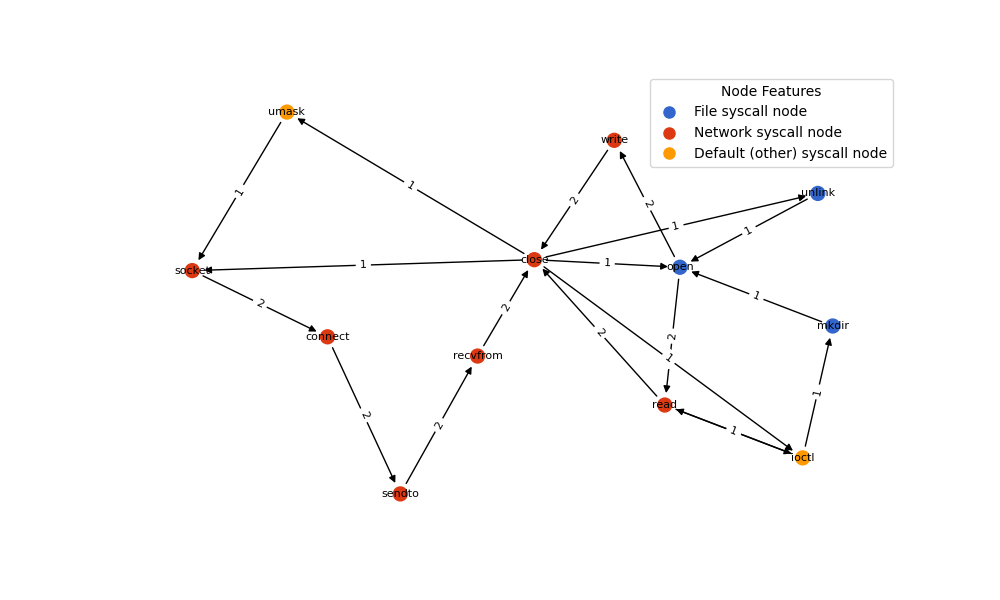 Node Features
File syscall node
Network syscall node
Default (other) syscall node
umask
write
unlink
1
2
2
1
1
1
close
1
open
socket
1
2
1
mkdir
connect
2
2
2
recvfrom
1
1
read
2
2
1
ioctl
sendto